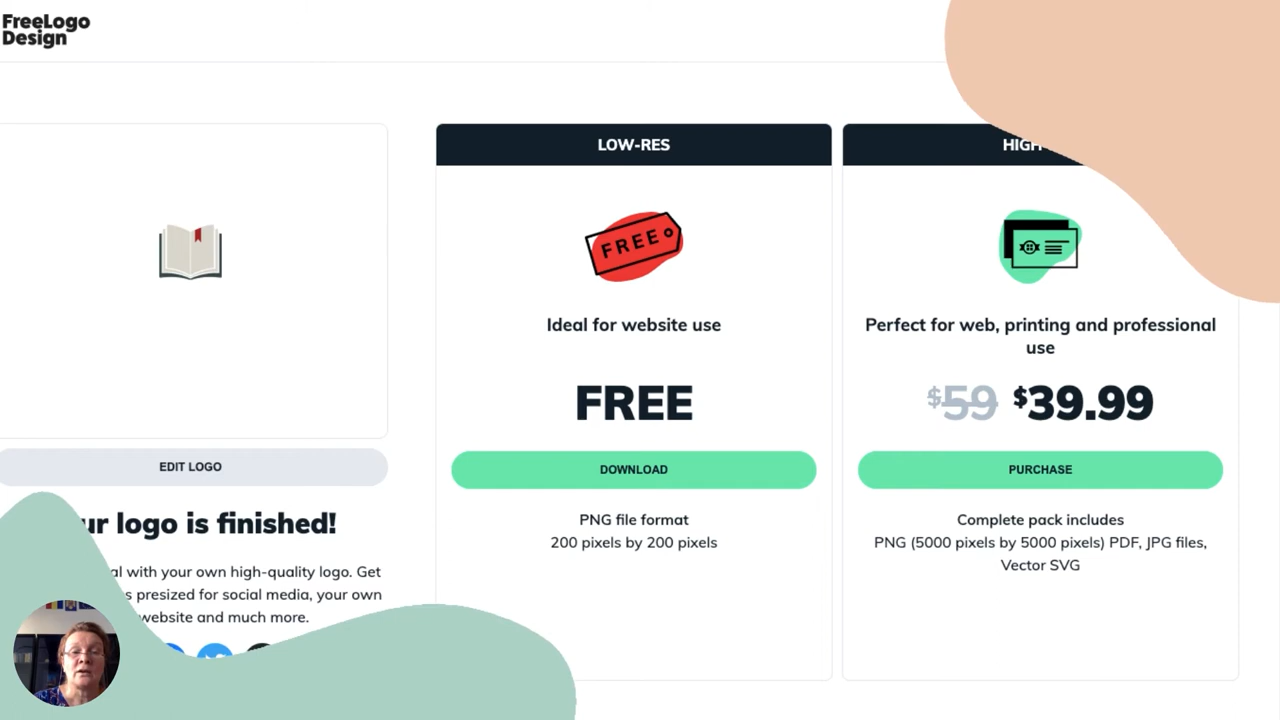 FreeLogo
Design
LOW-RES
HIGH
FREE
Ideal for website use
Perfect for web, printing and professional
use
FREE
$59 $39.99
EDIT LOGO
DOWNLOAD
PURCHASE
ur logo is finished!
PNG file format
200 pixels by 200 pixels
Complete pack includes
PNG (5000 pixels by 5000 pixels) PDF, JPG files,
Vector SVG
al with your own high-quality logo. Get
s presized for social media, your own
website and much more.